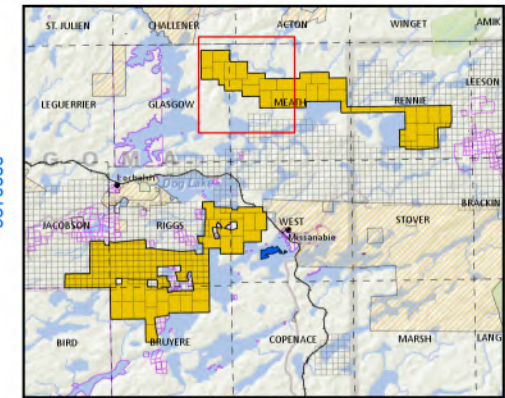 ST. JULIEN CHALLENER ACTON WINGET AMIK
LEESON
LEGUERRIER GLASGOW MEATH RENNIE
G O M A
Lochalsh
Dog Lake
BRACKIN
JACOBSON RIGGS WEST STOVER
Missanabie
BIRD BRUYERE COPENACE MARSH LANG